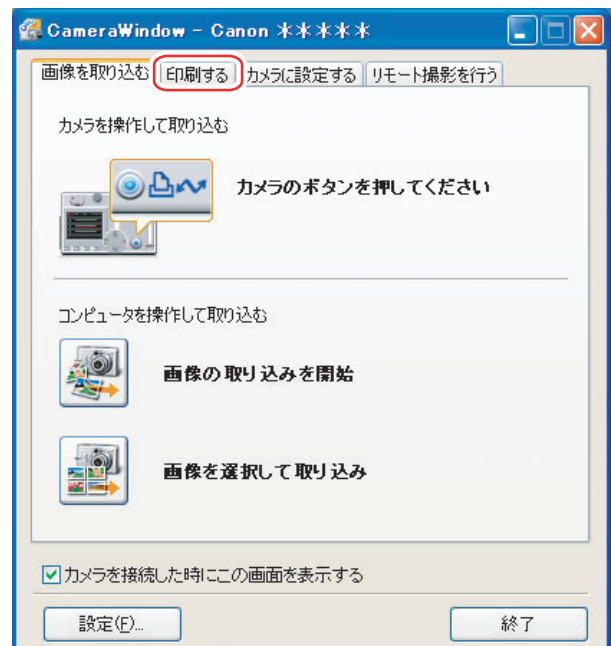 CameraWindow - Canon ＊＊＊＊＊
画像を取り込む 印刷する カメラに設定する リモート撮影を行う
カメラを操作して取り込む
カメラのボタンを押してください
コンピュータを操作して取り込む
画像の取り込みを開始
画像を選択して取り込み
カメラを接続した時にこの画面を表示する
設定(F)... 終了